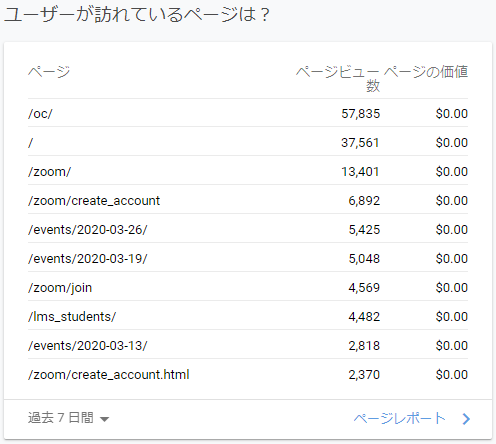 ユーザーが訪れているページは？
ページ ページビュー数 ページの価値
/oc/ 57,835 $0.00
/ 37,561 $0.00
/zoom/ 13,401 $0.00
/zoom/create_account 6,892 $0.00
/events/2020-03-26/ 5,425 $0.00
/events/2020-03-19/ 5,048 $0.00
/zoom/join 4,569 $0.00
/lms_students/ 4,482 $0.00
/events/2020-03-13/ 2,818 $0.00
/zoom/create_account.html 2,370 $0.00
過去 7 日間 ページレポート